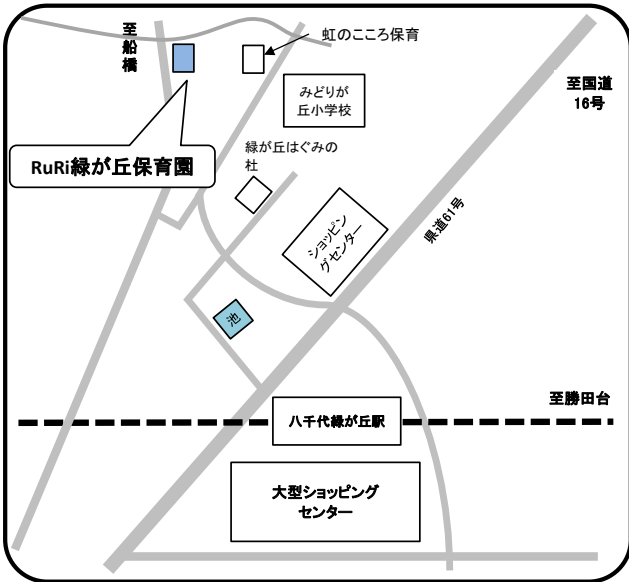 至船橋
虹のこころ保育
みどりが
丘小学校
至国道
16号
RuRi緑が丘保育園
緑が丘はぐみの
杜
ショッピン
グセンター
県道61号
池
至勝田台
八千代緑が丘駅
大型ショッピング
センター